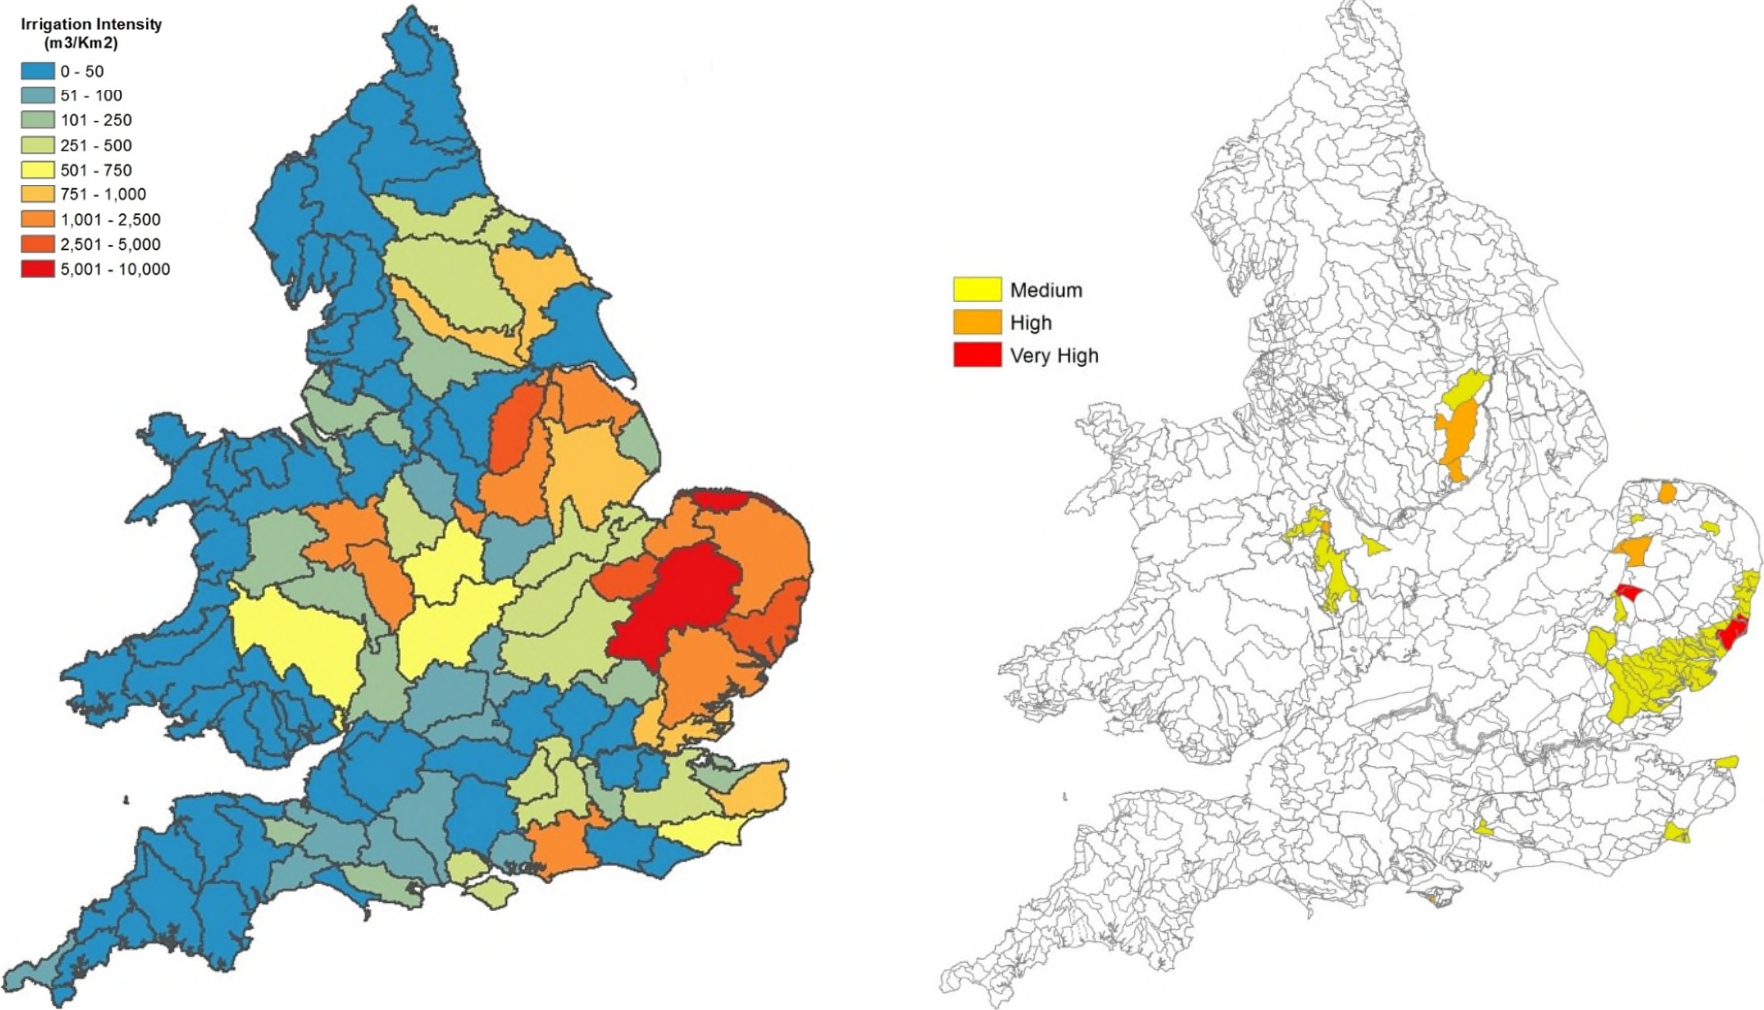 Irrigation Intensity
(m3/Km2)
0 - 50
51 - 100
101 - 250
251 - 500
501 - 750
751 - 1,000
1,001 - 2,500
2,501 - 5,000
5,001 - 10,000
Medium
High
Very High